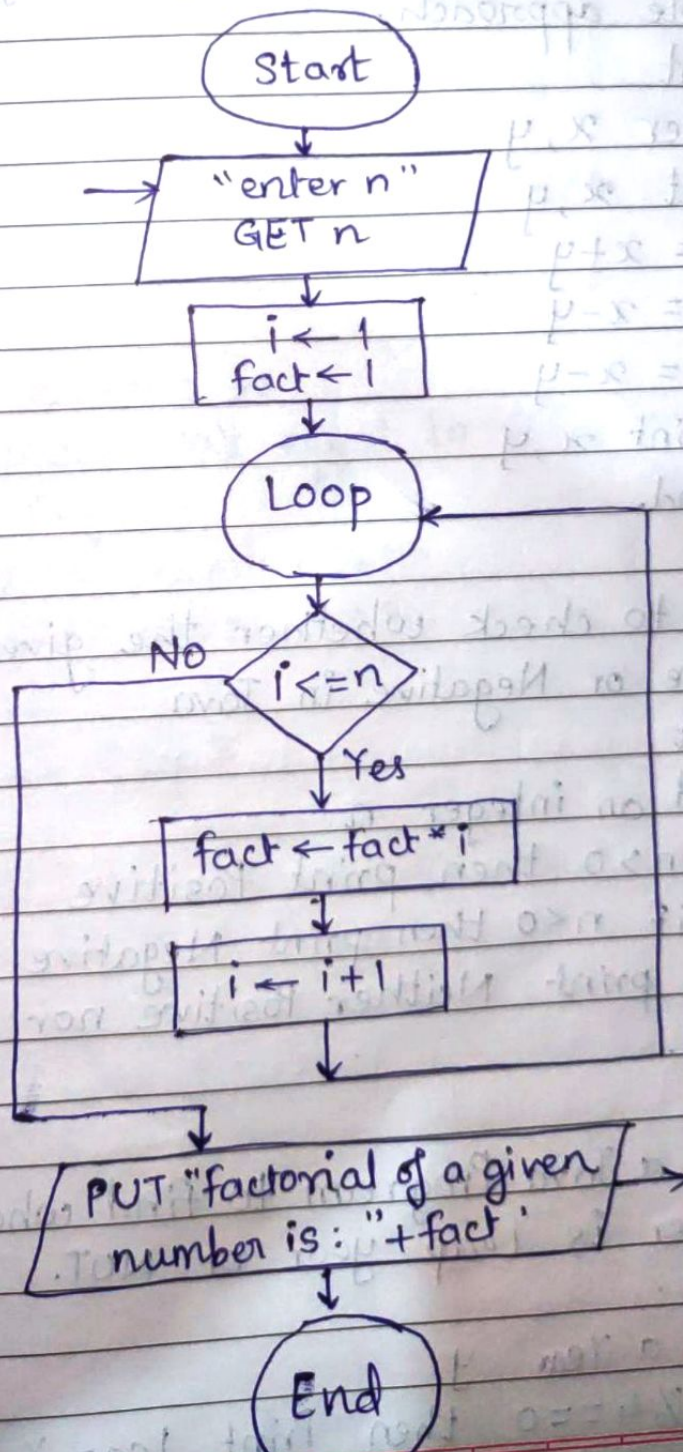 Start
"enter n"
GET n
i ← 1
fact ← 1
Loop
No
i <= n
Yes
fact ← fact * i
i ← i + 1
PUT "factorial of a given
number is : "+fact
End